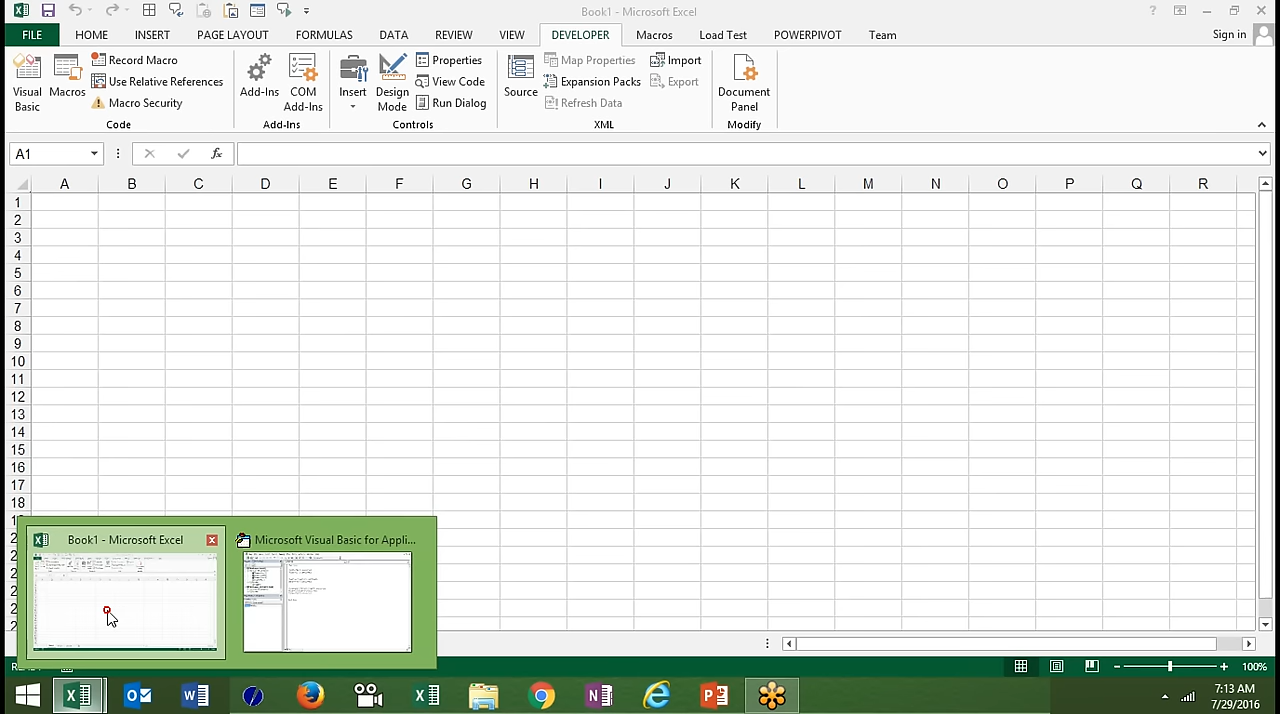 Book1 - Microsoft Excel
FILE HOME INSERT PAGE LAYOUT FORMULAS DATA REVIEW VIEW DEVELOPER Macros Load Test POWERPIVOT Team Sign in
Visual Basic
Macros
Record Macro
Use Relative References
Macro Security
Code
Add-Ins
COM Add-Ins
Add-Ins
Insert
Design Mode
Properties
View Code
Run Dialog
Controls
Source
Map Properties
Expansion Packs
Refresh Data
Import
Export
XML
Document Panel
Modify
A1
fx
A B C D E F G H I J K L M N O P Q R
1
2
3
4
5
6
7
8
9
10
11
12
13
14
15
16
17
18
Book1 - Microsoft Excel
Microsoft Visual Basic for Appli...
100%
7:13 AM
7/29/2016